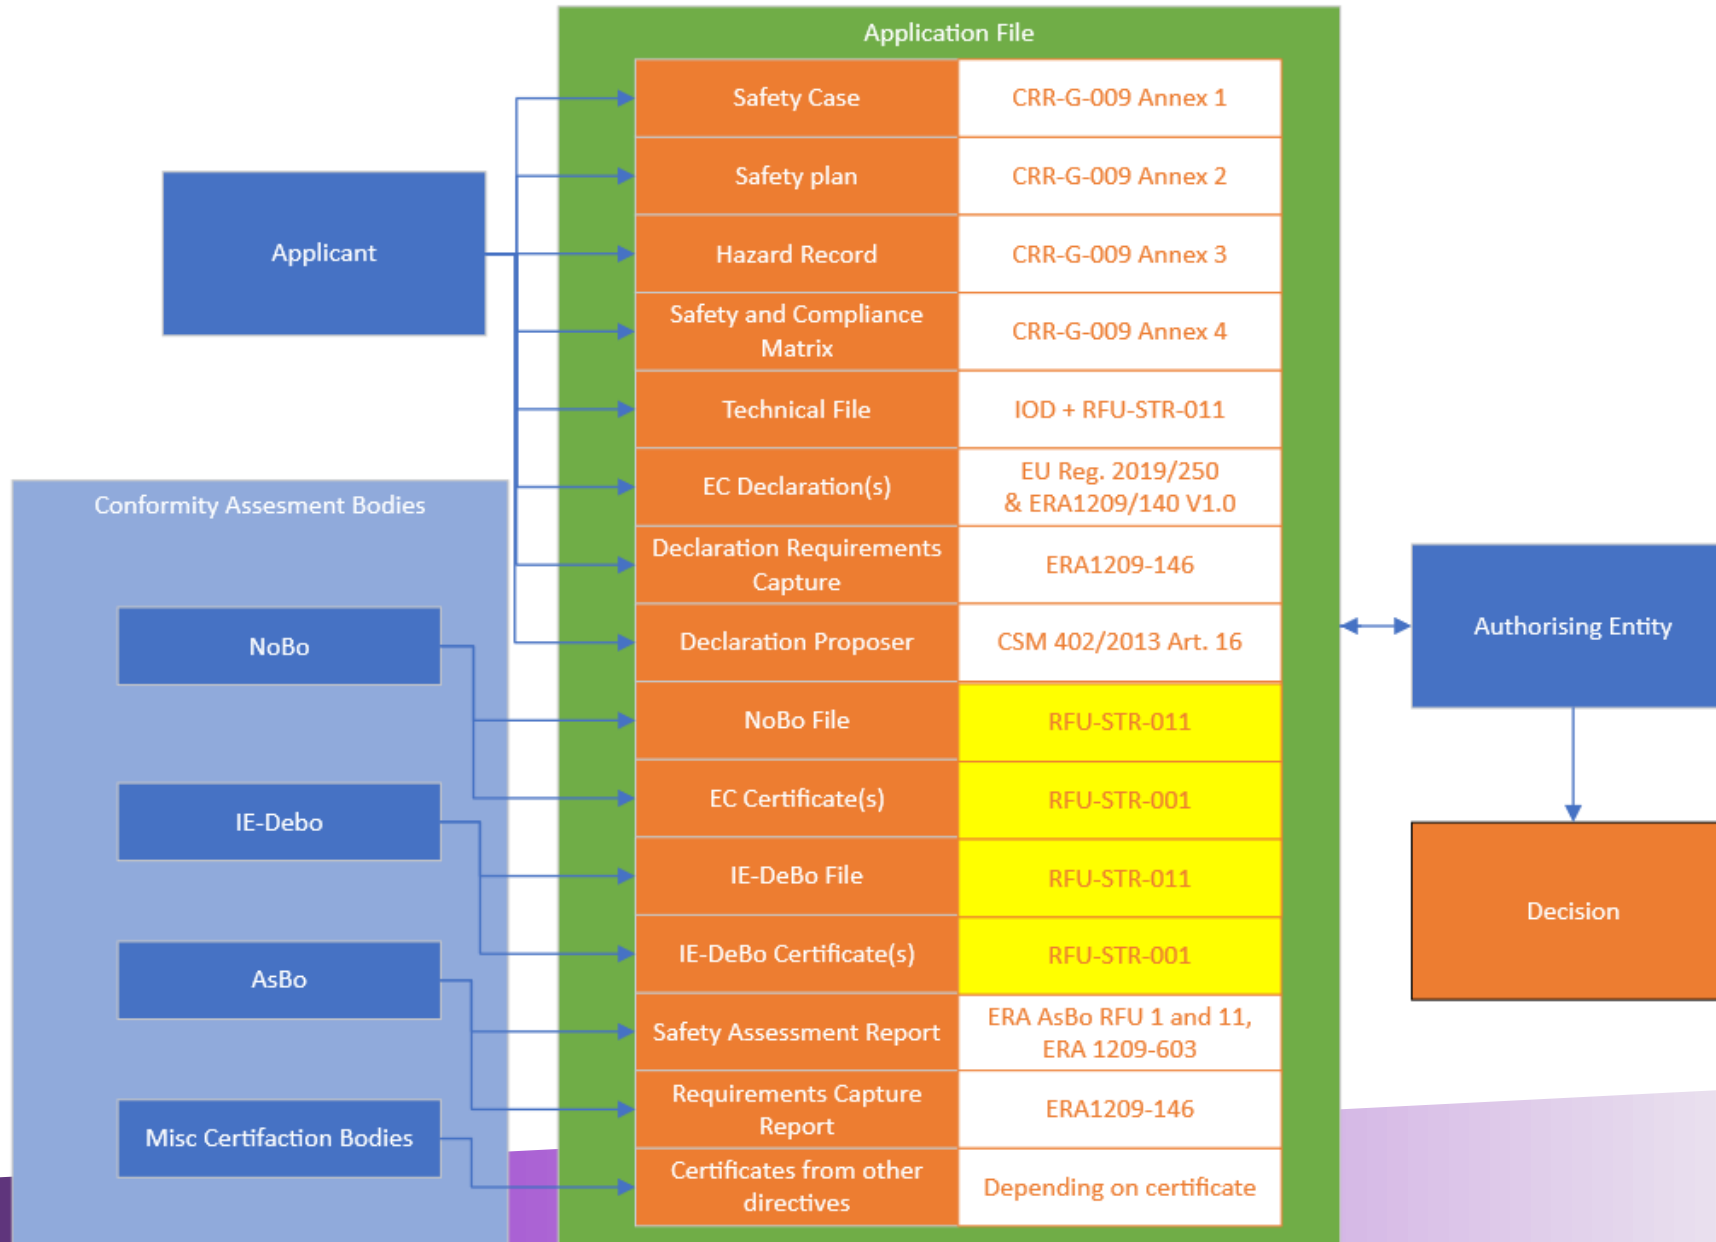 Application File
Safety Case
CRR-G-009 Annex 1
Safety plan
CRR-G-009 Annex 2
Applicant
Hazard Record
CRR-G-009 Annex 3
Safety and Compliance
Matrix
CRR-G-009 Annex 4
Technical File
IOD + RFU-STR-011
EC Declaration(s)
EU Reg. 2019/250
& ERA1209/140 V1.0
Conformity Assesment Bodies
Declaration Requirements
Capture
ERA1209-146
Declaration Proposer
CSM 402/2013 Art. 16
Authorising Entity
NoBo
NoBo File
RFU-STR-011
EC Certificate(s)
RFU-STR-001
IE-Debo
IE-DeBo File
RFU-STR-011
Decision
IE-DeBo Certificate(s)
RFU-STR-001
AsBo
Safety Assessment Report
ERA AsBo RFU 1 and 11,
ERA 1209-603
Requirements Capture
Report
ERA1209-146
Misc Certifaction Bodies
Certificates from other
directives
Depending on certificate